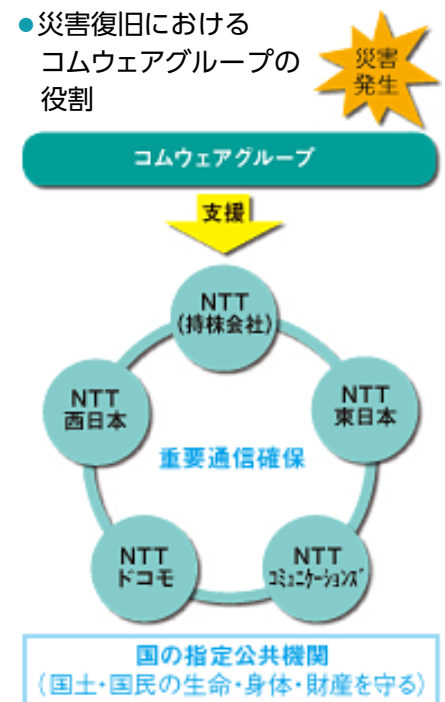 ●災害復旧における
コムウェアグループの
役割
災害
発生
コムウェアグループ
支援
NTT
(持株会社)
NTT
西日本
NTT
東日本
重要通信確保
NTT
ドコモ
NTT
ｺﾐｭﾆｹｰｼｮﾝｽﾞ
国の指定公共機関
(国土・国民の生命・身体・財産を守る)